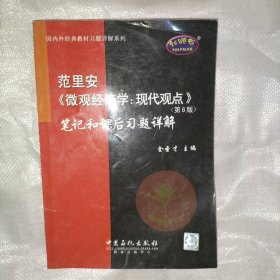 国内外经典教材习题详解系列
范里安
《微观经济学：现代观点》
（第6版）
笔记和课后习题详解
金圣才 主编
中国石化出版社